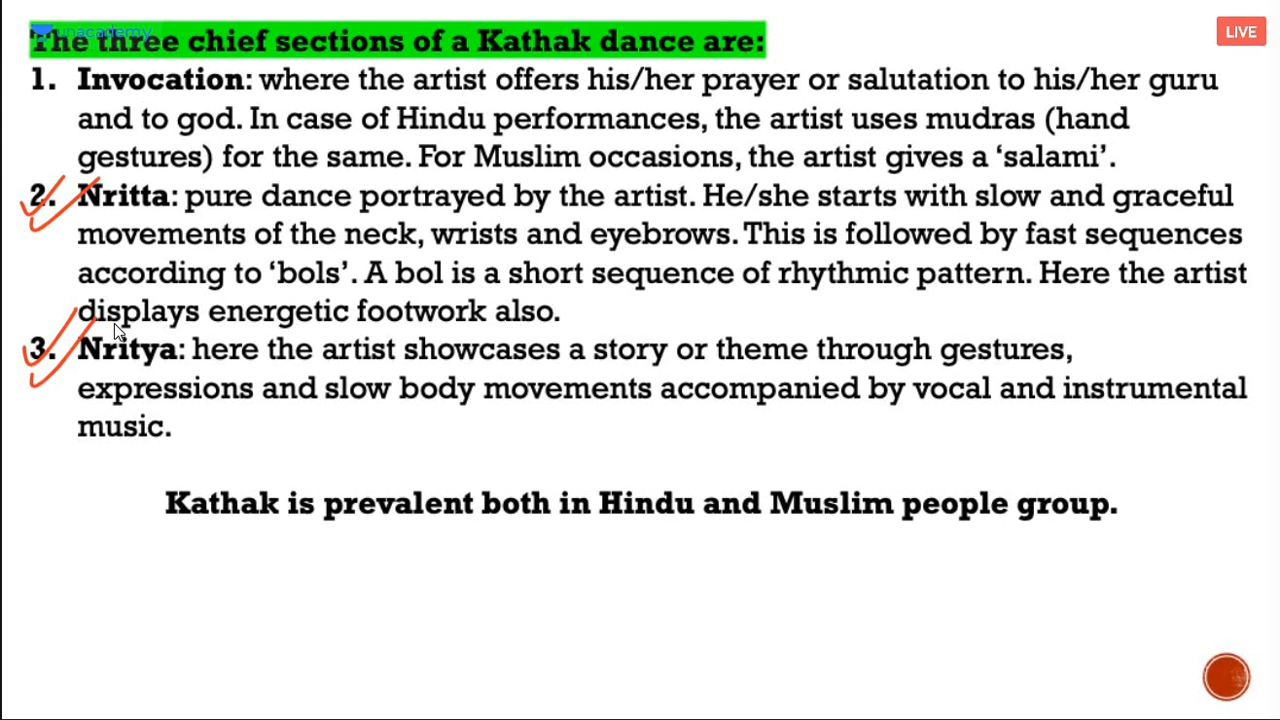 unacademy
LIVE
The three chief sections of a Kathak dance are:
1. Invocation: where the artist offers his/her prayer or salutation to his/her guru
and to god. In case of Hindu performances, the artist uses mudras (hand
gestures) for the same. For Muslim occasions, the artist gives a ‘salami’.
2. Nritta: pure dance portrayed by the artist. He/she starts with slow and graceful
movements of the neck, wrists and eyebrows. This is followed by fast sequences
according to ‘bols’. A bol is a short sequence of rhythmic pattern. Here the artist
displays energetic footwork also.
3. Nritya: here the artist showcases a story or theme through gestures,
expressions and slow body movements accompanied by vocal and instrumental
music.
Kathak is prevalent both in Hindu and Muslim people group.